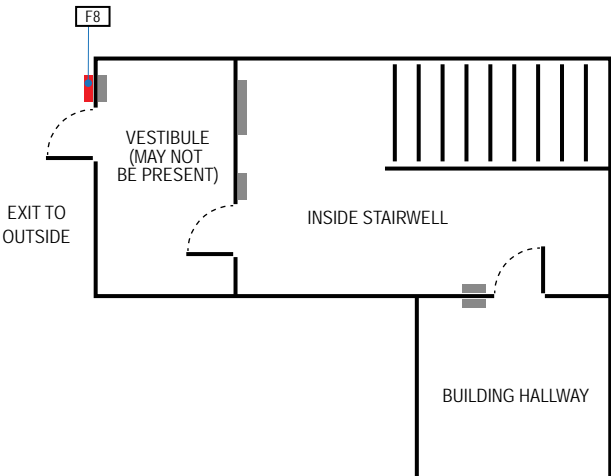 F8
VESTIBULE
(MAY NOT
BE PRESENT)
EXIT TO
OUTSIDE
INSIDE STAIRWELL
BUILDING HALLWAY